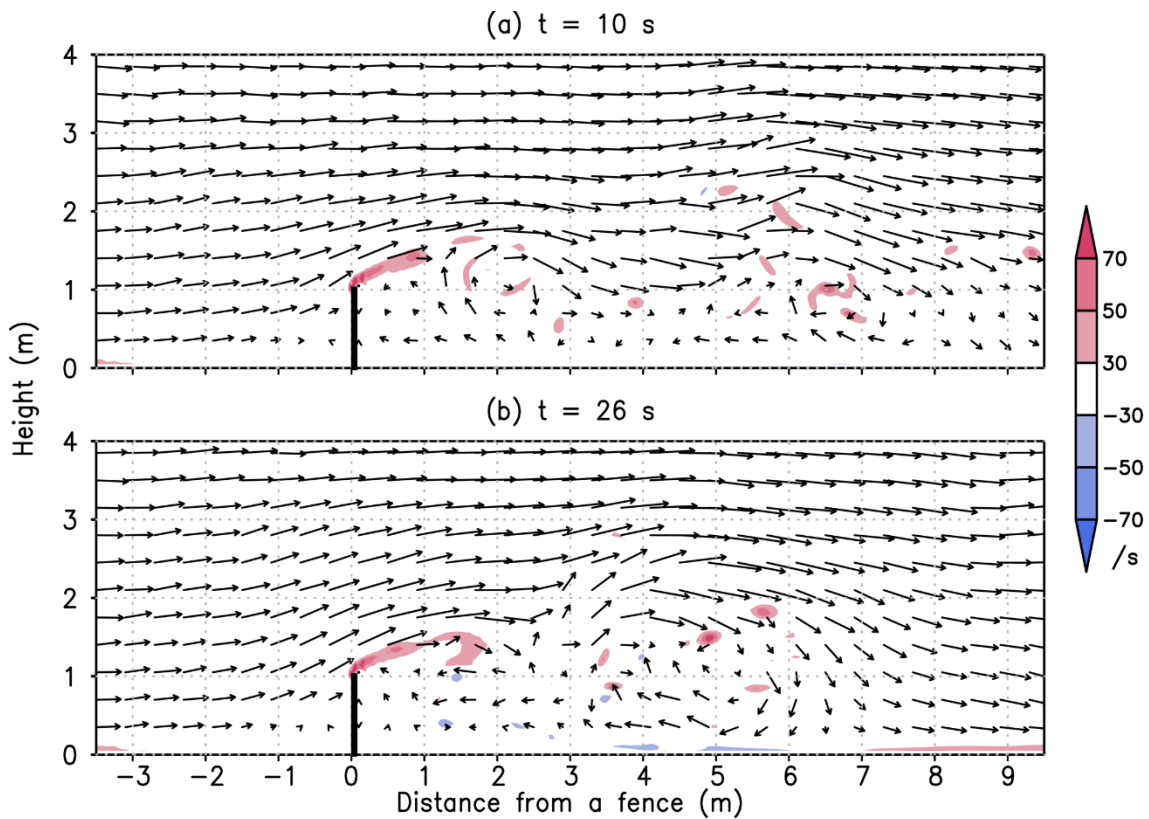 (a) t = 10 s
4
3
2
1
0
Height (m)
(b) t = 26 s
4
3
2
1
0
−3 −2 −1 0 1 2 3 4 5 6 7 8 9
Distance from a fence (m)
70
50
30
−30
−50
−70
/s